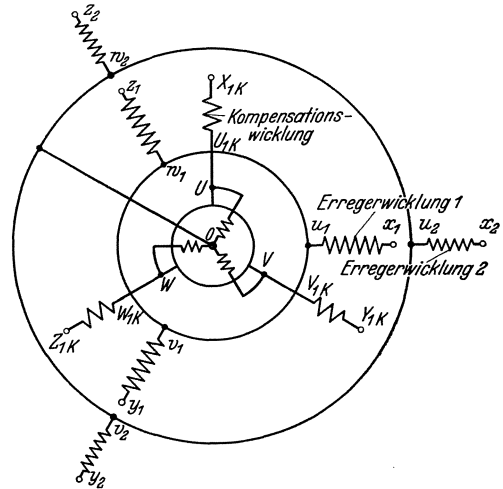 z2
w2
z1
X1K
Kompensations-
wicklung
U1K
w1
U
Erregerwicklung 1
u1 x1 u2 x2
0
Erregerwicklung 2
W
V
V1K
W1K
Z1K
Y1K
v1
y1
v2
y2